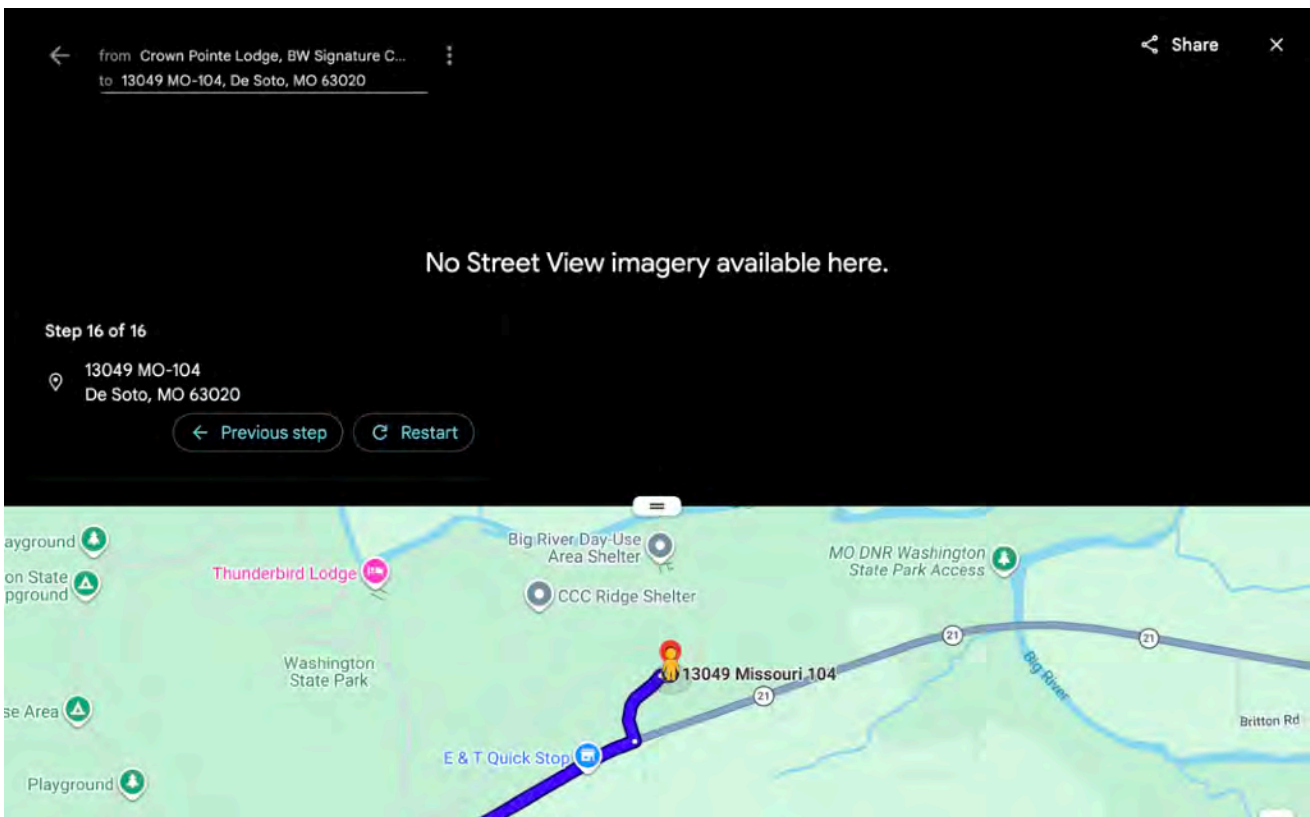 from Crown Pointe Lodge, BW Signature C...
to 13049 MO-104, De Soto, MO 63020
Share
No Street View imagery available here.
Step 16 of 16
13049 MO-104
De Soto, MO 63020
Previous step
Restart
ayground
on State
pground
Thunderbird Lodge
Big River Day-Use
Area Shelter
CCC Ridge Shelter
MO DNR Washington
State Park Access
21
21
Washington
State Park
13049 Missouri 104
21
Big River
se Area
Britton Rd
E & T Quick Stop
Playground